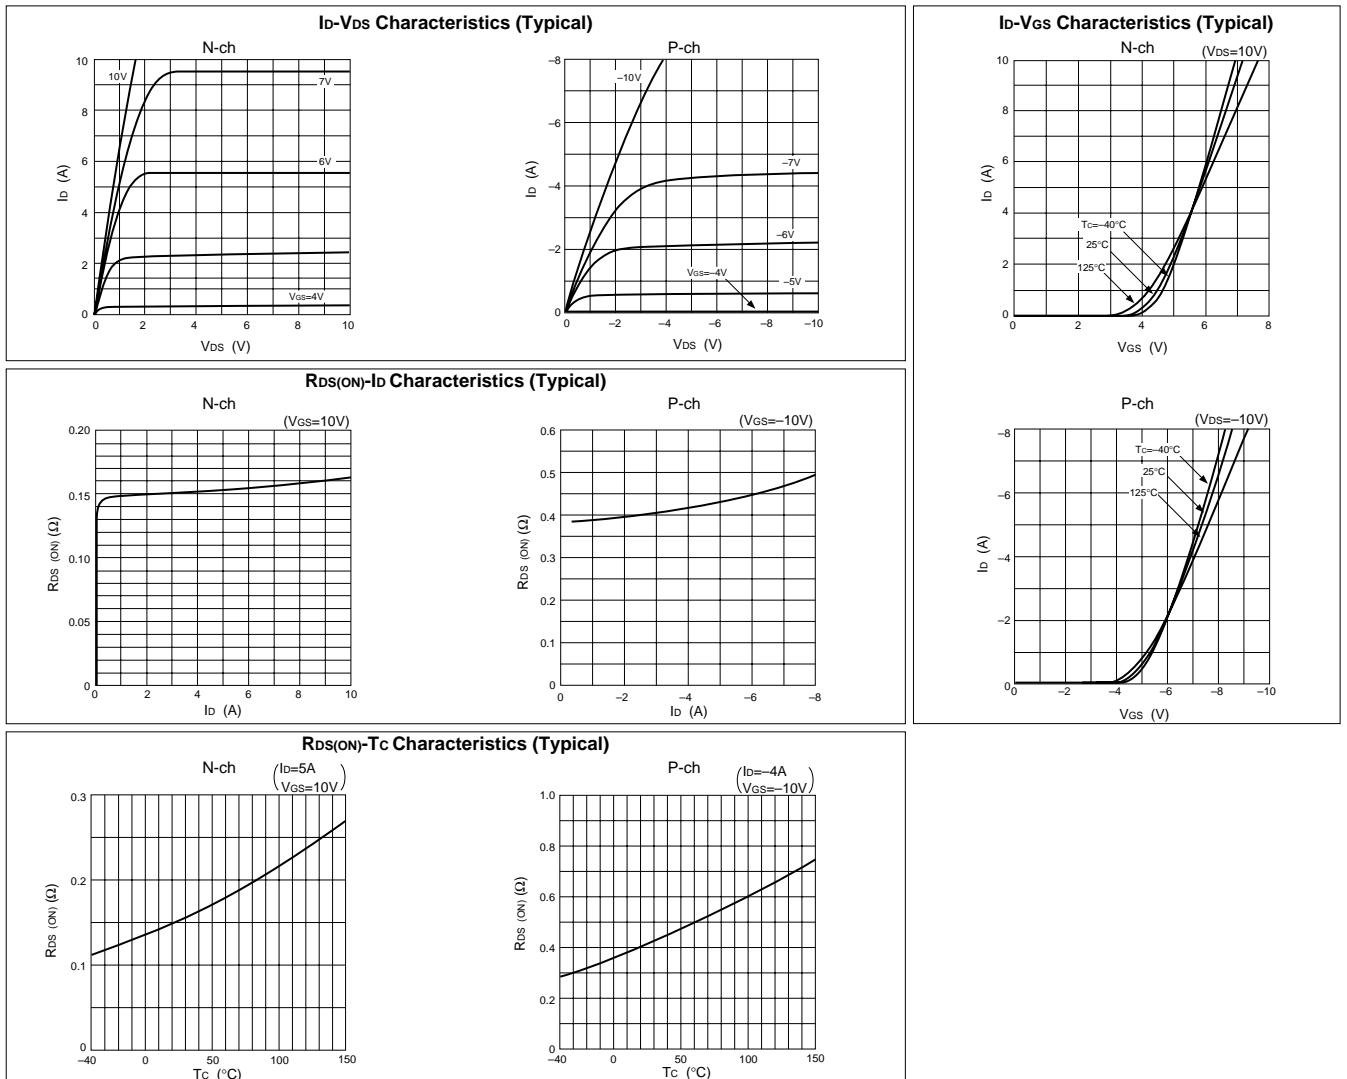 ID-VDS Characteristics (Typical)
N-ch
10
8
6
4
2
0
ID (A)
10V
7V
6V
VGS=4V
0 2 4 6 8 10
VDS (V)
P-ch
–8
–6
–4
–2
0
ID (A)
–10V
–7V
–6V
VGS=–4V
–5V
0 –2 –4 –6 –8 –10
VDS (V)
ID-VGS Characteristics (Typical)
N-ch
(VDS=10V)
10
8
6
4
2
0
ID (A)
TC=–40°C
25°C
125°C
0 2 4 6 8
VGS (V)
P-ch
(VDS=–10V)
–8
–6
–4
–2
0
ID (A)
TC=–40°C
25°C
125°C
0 –2 –4 –6 –8 –10
VGS (V)
RDS(ON)-ID Characteristics (Typical)
N-ch
(VGS=10V)
0.20
0.15
0.10
0.05
0
RDS (ON) (Ω)
0 2 4 6 8 10
ID (A)
P-ch
(VGS=–10V)
0.6
0.5
0.4
0.3
0.2
0.1
0
RDS (ON) (Ω)
0 –2 –4 –6 –8
ID (A)
RDS(ON)-TC Characteristics (Typical)
N-ch
(ID=5A
VGS=10V)
0.3
0.2
0.1
0
RDS (ON) (Ω)
–40 0 50 100 150
TC (°C)
P-ch
(ID=–4A
VGS=–10V)
1.0
0.8
0.6
0.4
0.2
0
RDS (ON) (Ω)
–40 0 50 100 150
TC (°C)